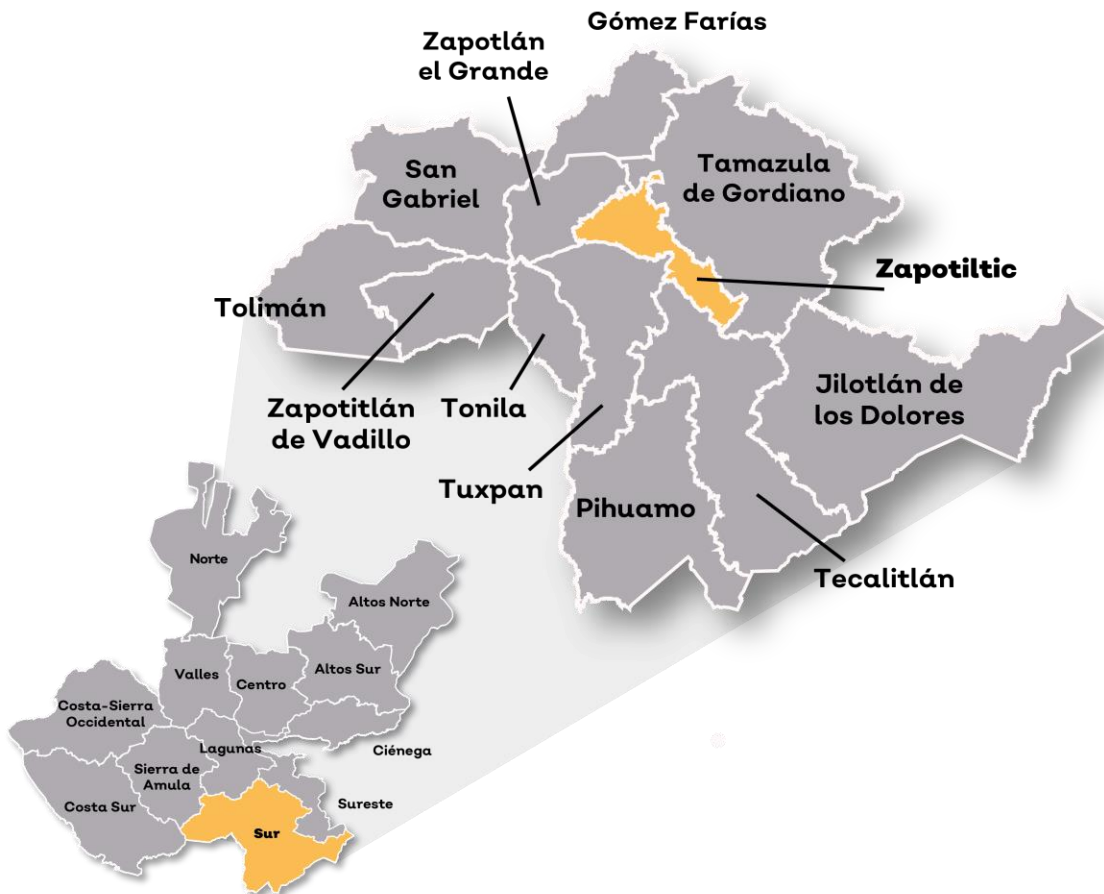 Gómez Farías
Zapotlán
el Grande
San
Gabriel
Tamazula
de Gordiano
Zapotiltic
Tolimán
Zapotitlán
de Vadillo
Tonila
Jilotlán de
los Dolores
Tuxpan
Pihuamo
Tecalitlán
Norte
Altos Norte
Valles
Centro
Altos Sur
Costa-Sierra
Occidental
Lagunas
Ciénega
Sierra de
Amula
Costa Sur
Sureste
Sur